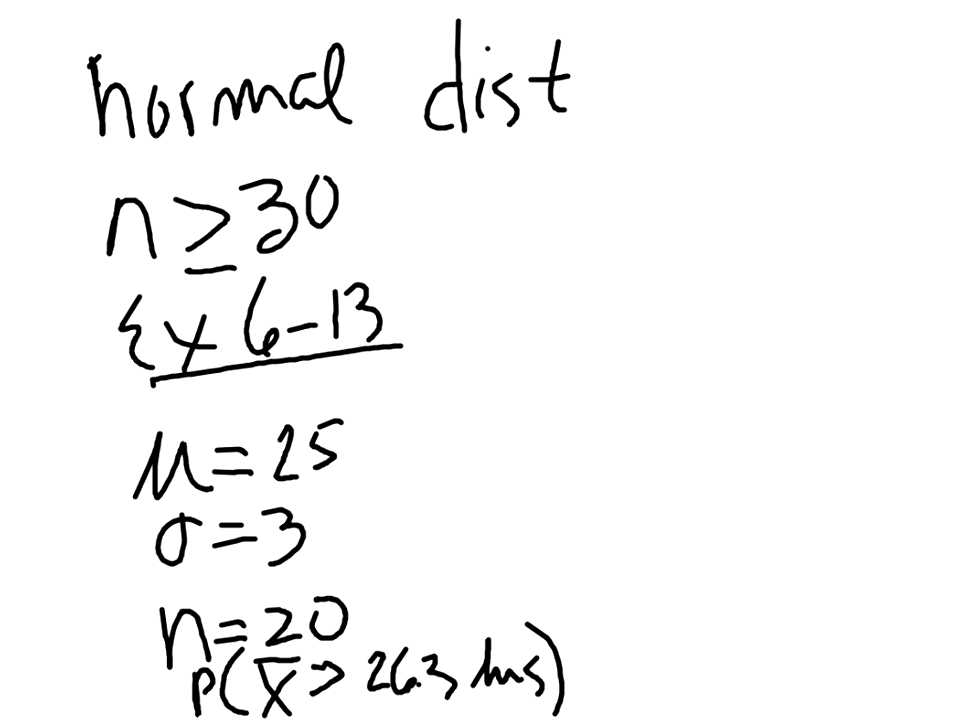 normal dist
n ≥ 30
Ex 6-13
μ = 25
σ = 3
n = 20
P(x̄ > 26.3 hrs)